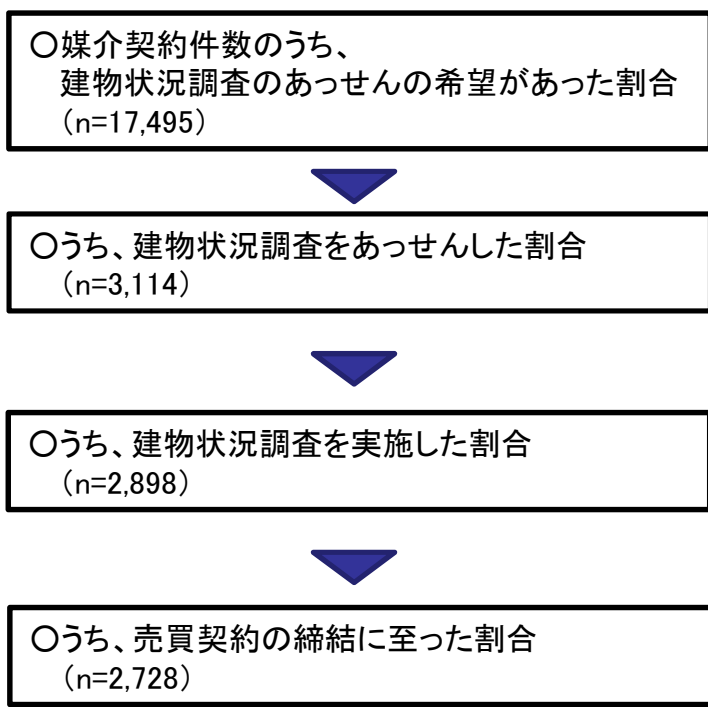 〇媒介契約件数のうち、
建物状況調査のあっせんの希望があった割合
（n=17,495）
〇うち、建物状況調査をあっせんした割合
（n=3,114）
〇うち、建物状況調査を実施した割合
（n=2,898）
〇うち、売買契約の締結に至った割合
（n=2,728）